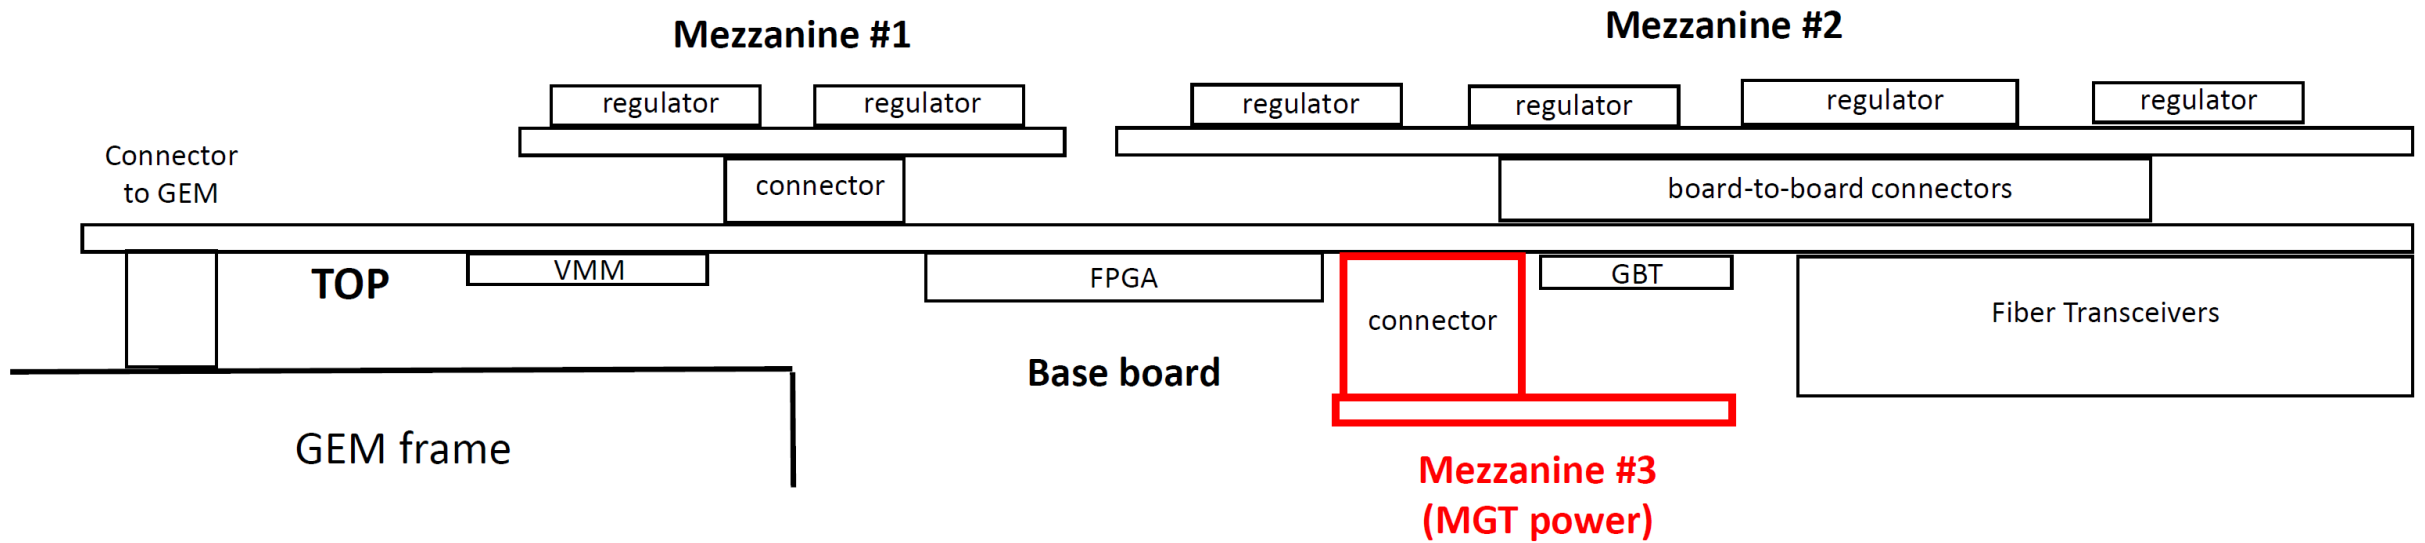 Mezzanine #1
Mezzanine #2
regulator
regulator
regulator
regulator
regulator
regulator
Connector
to GEM
connector
board-to-board connectors
TOP
VMM
FPGA
GBT
connector
Fiber Transceivers
Base board
GEM frame
Mezzanine #3
(MGT power)